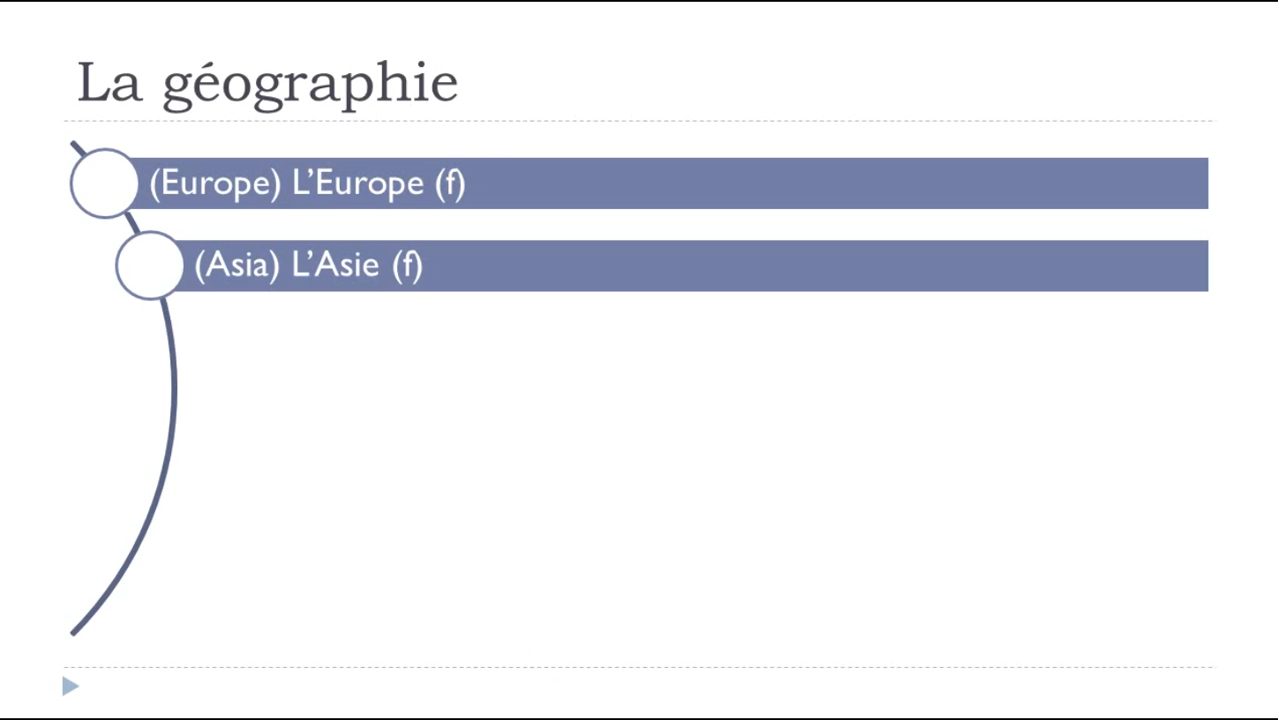 La géographie
(Europe) L’Europe (f)
(Asia) L’Asie (f)